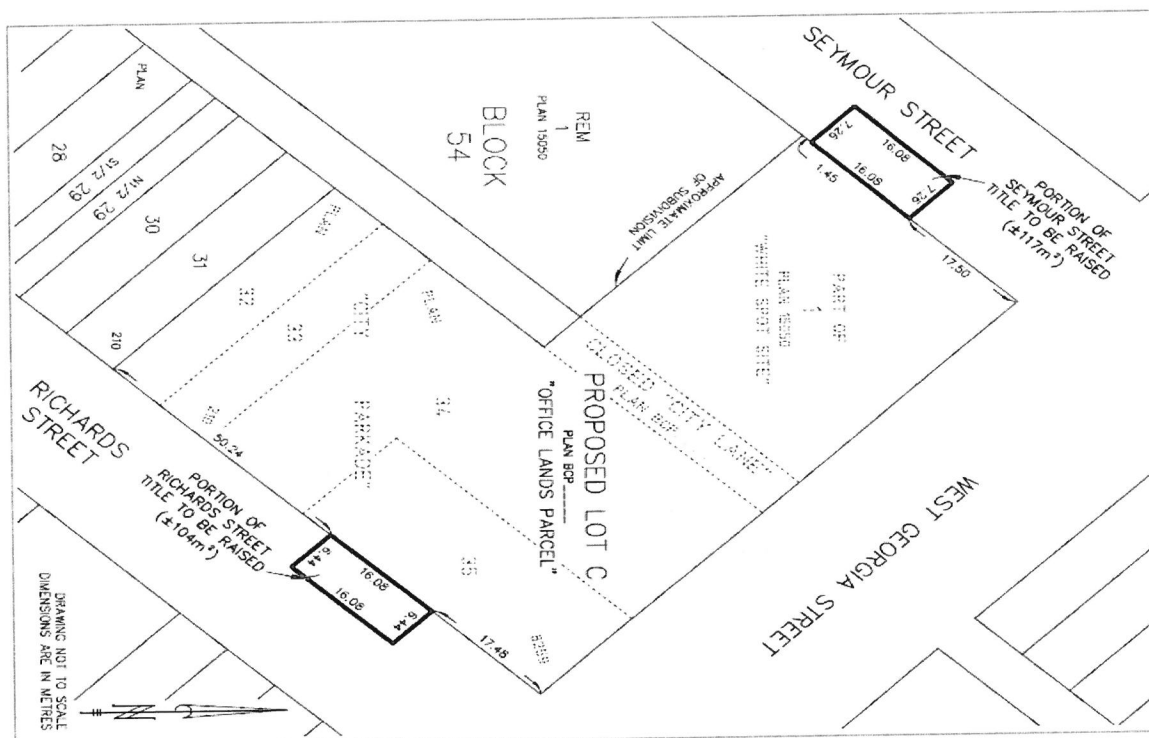 SEYMOUR STREET
7.26
16.08
16.08
7.26
1.45
17.50
PORTION OF
SEYMOUR STREET
TITLE TO BE RAISED
(±117m²)
REM
1
PLAN 15050
BLOCK
54
APPROXIMATE LIMIT
OF SUBDIVISION
PART OF
1
PLAN 15050
"WHITE SPOT SITE"
CLOSED "CITY LANE"
PLAN BCP
PROPOSED LOT C
PLAN BCP
"OFFICE LANDS PARCEL"
WEST GEORGIA STREET
PLAN
28
S1/2 29
N1/2 29
30
31
32
33
34
35
PLAN
PLAN
"CITY
PARKADE"
210
50.24
8299
RICHARDS
STREET
PORTION OF
RICHARDS STREET
TITLE TO BE RAISED
(±104m²)
6.44
16.08
16.08
6.44
17.48
DRAWING NOT TO SCALE
DIMENSIONS ARE IN METRES
N